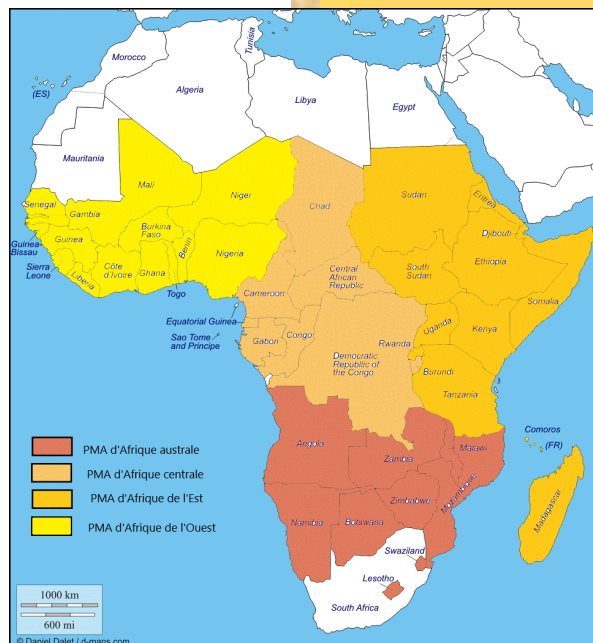 Morocco
Tunisia
(ES)
Algeria
Libya
Egypt
Mauritania
Mali
Niger
Chad
Sudan
Eritrea
Senegal
Gambia
Burkina
Faso
Djibouti
Guinea
Benin
Nigeria
Guinea-
Bissau
Côte
d'Ivoire
Ghana
South
Sudan
Ethiopia
Sierra
Leone
Liberia
Togo
Central
African
Republic
Somalia
Cameroon
Equatorial Guinea
Uganda
Kenya
Sao Tome
and Principe
Gabon
Congo
Rwanda
Democratic
Republic of
the Congo
Burundi
Tanzania
Comoros
(FR)
Angola
Zambia
Malawi
Mozambique
Zimbabwe
Madagascar
Namibia
Botswana
Swaziland
Lesotho
South Africa
PMA d'Afrique australe
PMA d'Afrique centrale
PMA d'Afrique de l'Est
PMA d'Afrique de l'Ouest
1000 km
600 mi
© Daniel Dalet / d-maps.com